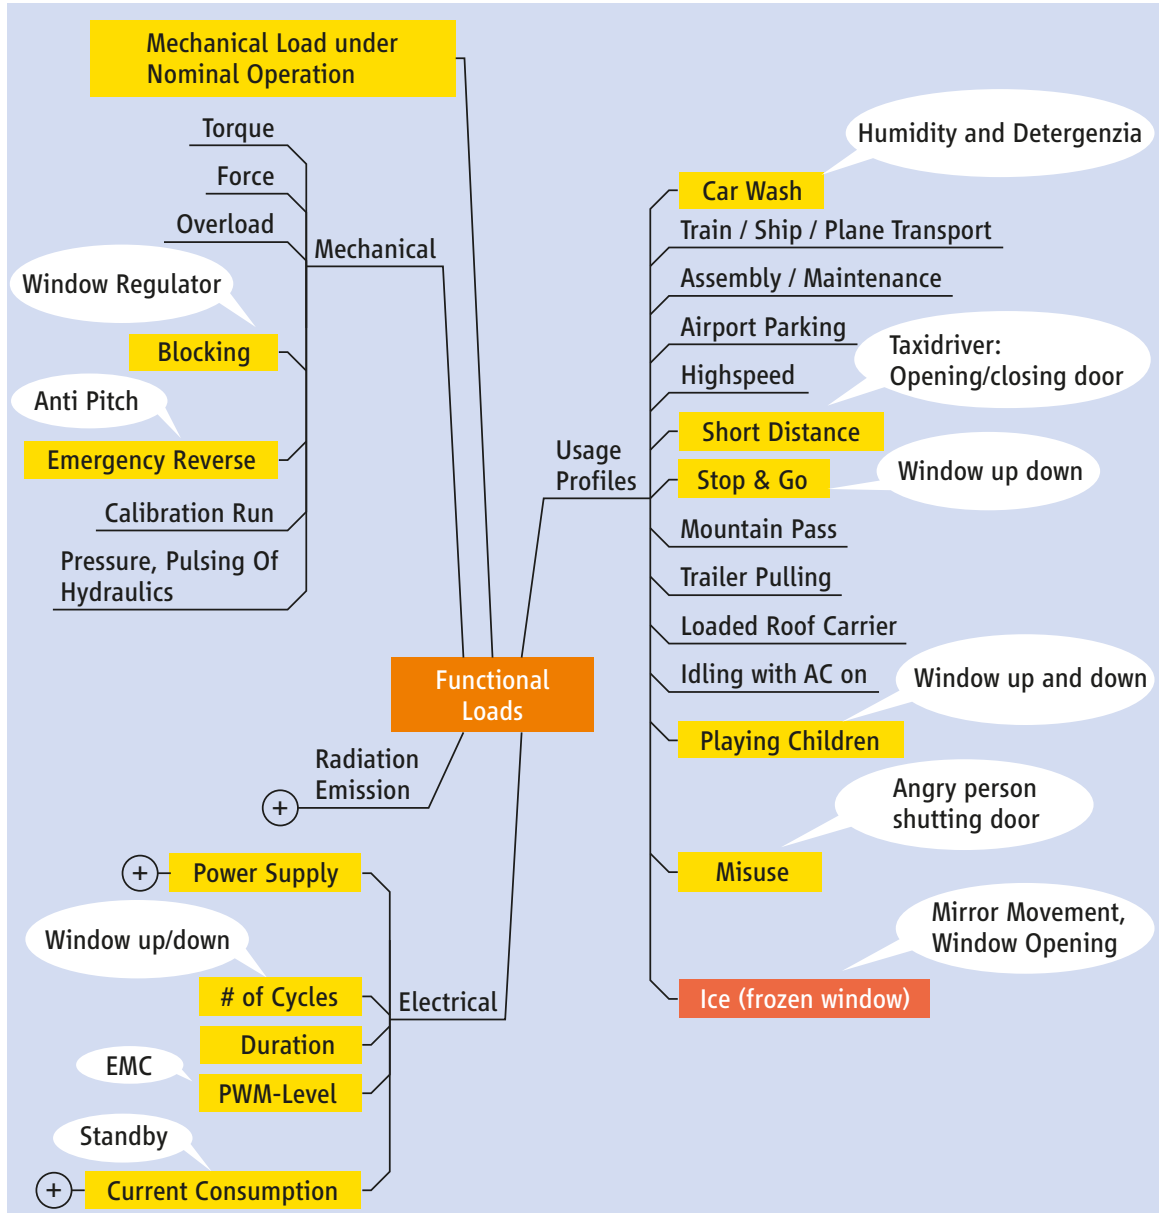 Mechanical Load under
Nominal Operation
Torque
Force
Overload
Mechanical
Window Regulator
Blocking
Anti Pitch
Emergency Reverse
Calibration Run
Pressure, Pulsing Of
Hydraulics
Humidity and Detergenzia
Car Wash
Train / Ship / Plane Transport
Assembly / Maintenance
Airport Parking
Taxidriver:
Opening/closing door
Highspeed
Short Distance
Usage
Profiles
Stop & Go
Window up down
Mountain Pass
Trailer Pulling
Loaded Roof Carrier
Idling with AC on
Window up and down
Playing Children
Angry person
shutting door
Misuse
Mirror Movement,
Window Opening
Ice (frozen window)
Functional
Loads
Radiation
Emission
+
+
Power Supply
Window up/down
# of Cycles
Electrical
Duration
EMC
PWM-Level
Standby
+
Current Consumption